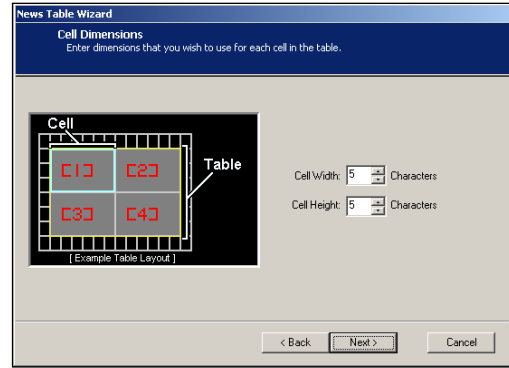 News Table Wizard
Cell Dimensions
Enter dimensions that you wish to use for each cell in the table.
Cell
[1] [2]
Table
[3] [4]
[ Example Table Layout ]
Cell Width: 5 Characters
Cell Height: 5 Characters
< Back Next > Cancel